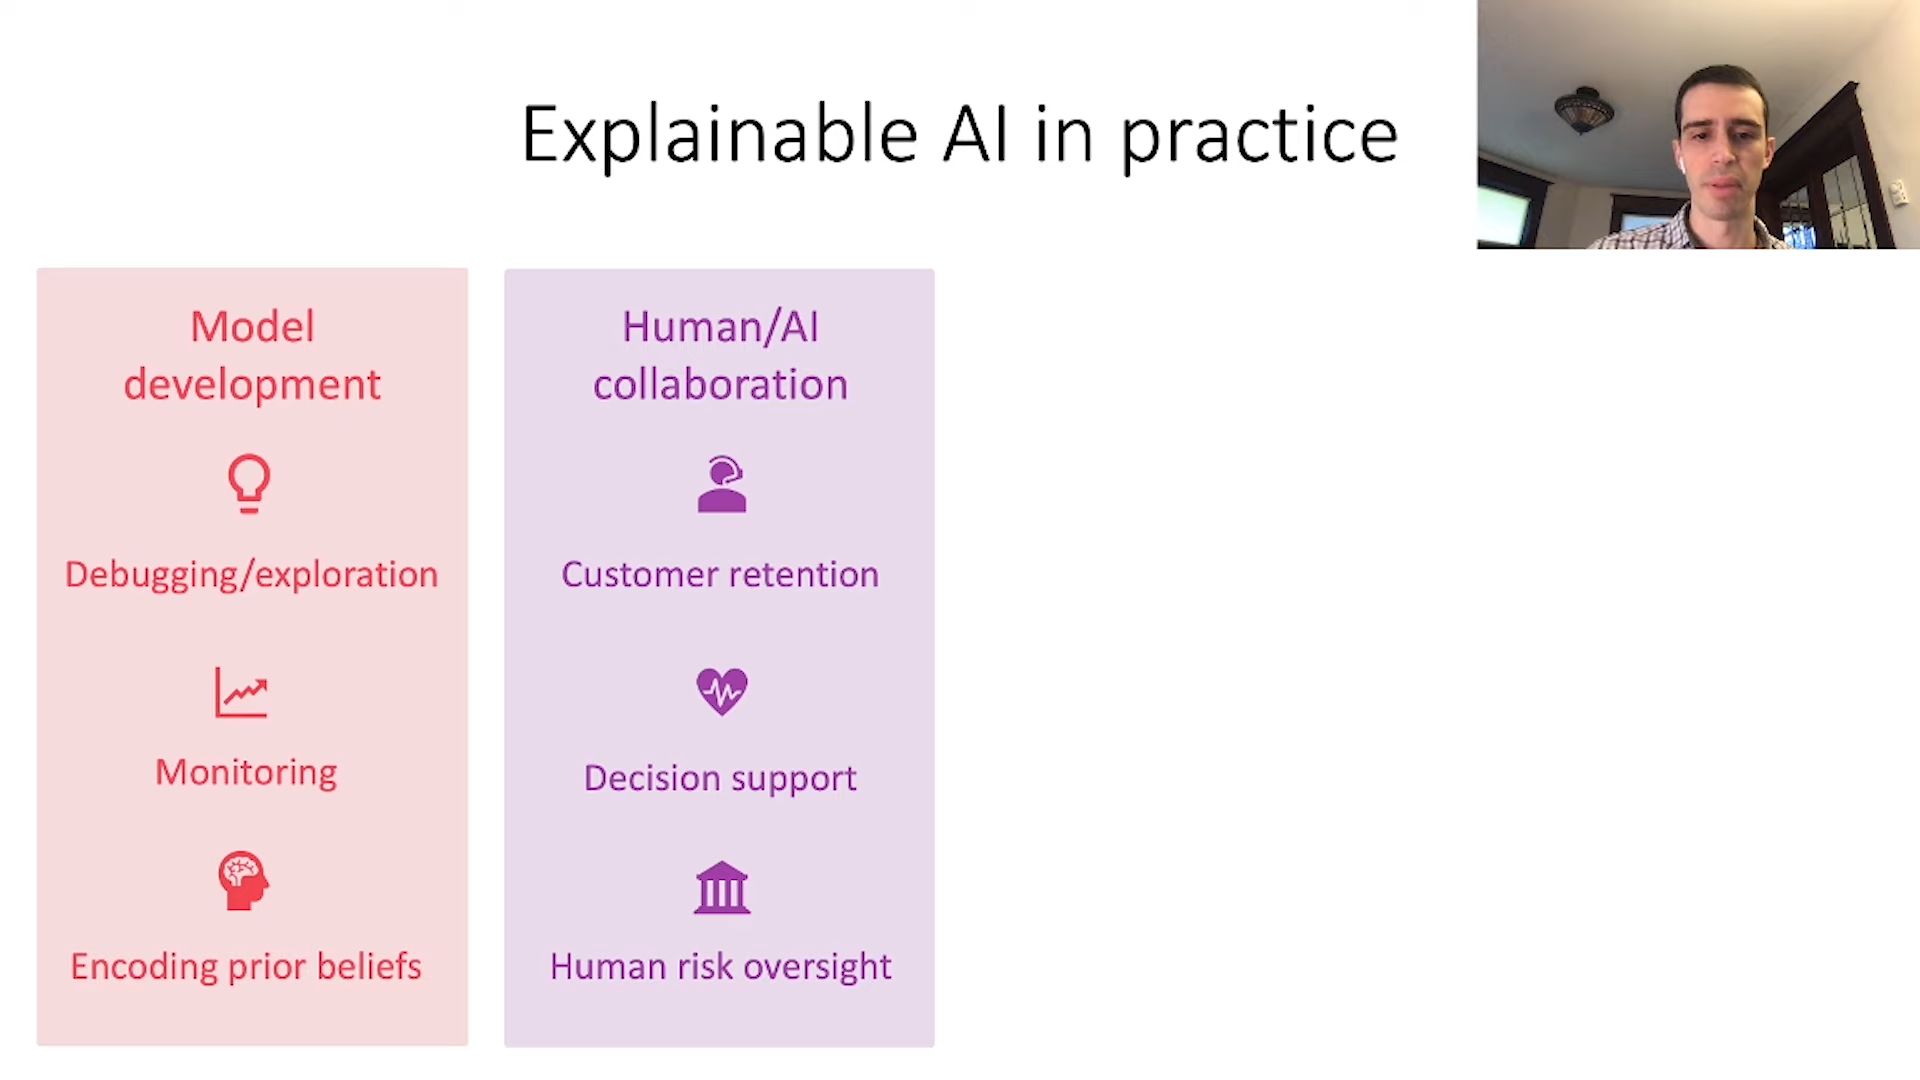 Explainable AI in practice
Model
development
Debugging/exploration
Monitoring
Encoding prior beliefs
Human/AI
collaboration
Customer retention
Decision support
Human risk oversight